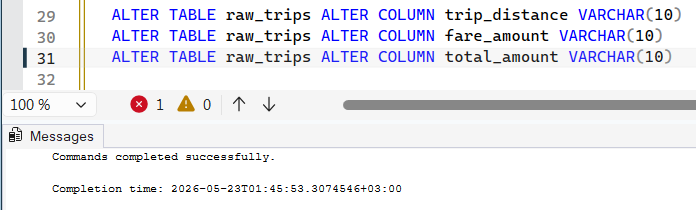 29 ALTER TABLE raw_trips ALTER COLUMN trip_distance VARCHAR(10)
30 ALTER TABLE raw_trips ALTER COLUMN fare_amount VARCHAR(10)
31 ALTER TABLE raw_trips ALTER COLUMN total_amount VARCHAR(10)
32
100 % 1 0
Messages
Commands completed successfully.
Completion time: 2026-05-23T01:45:53.3074546+03:00